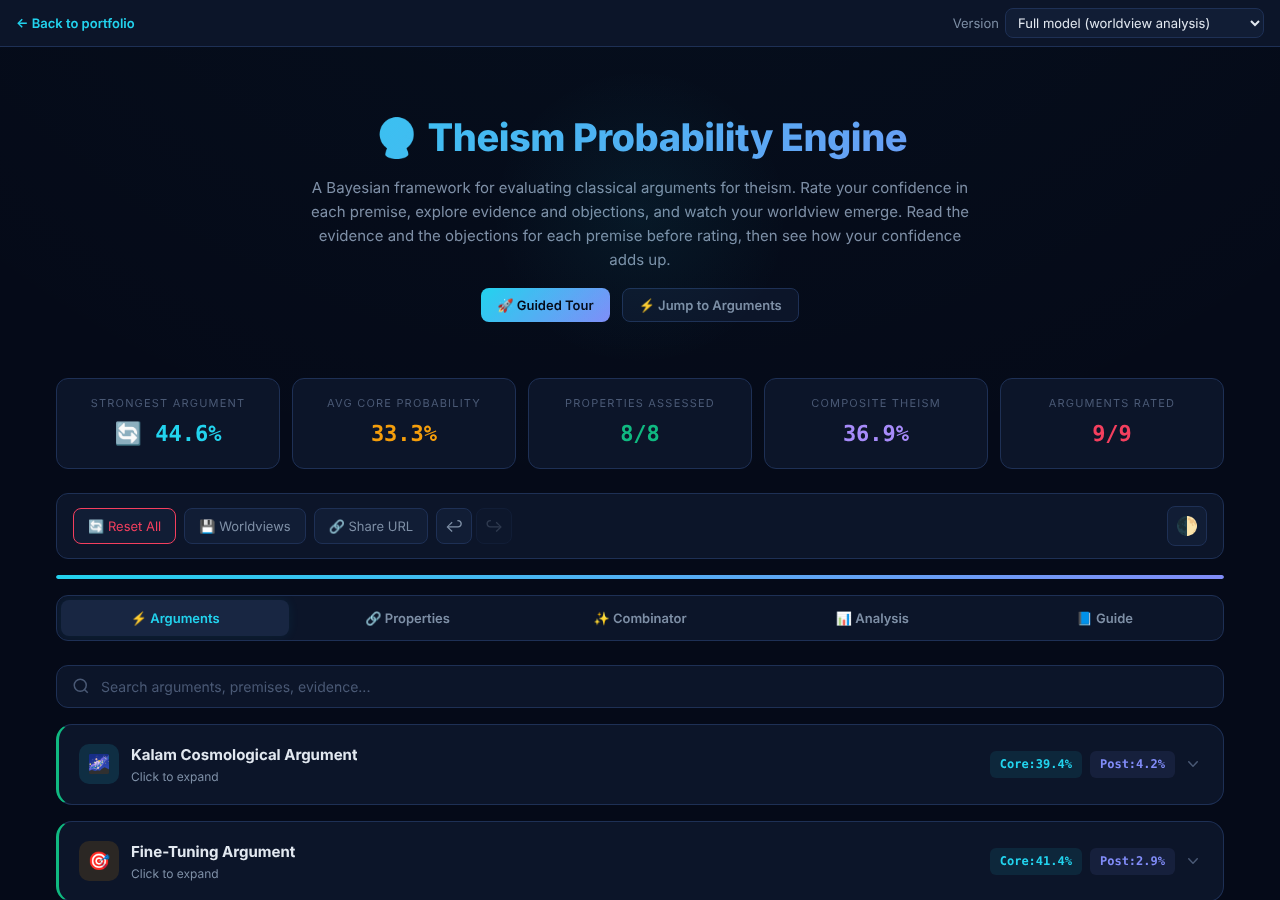 ← Back to portfolio
Version Full model (worldview analysis)
Theism Probability Engine
A Bayesian framework for evaluating classical arguments for theism. Rate your confidence in
each premise, explore evidence and objections, and watch your worldview emerge. Read the
evidence and the objections for each premise before rating, then see how your confidence
adds up.
🚀 Guided Tour
⚡ Jump to Arguments
STRONGEST ARGUMENT
🔄 44.6%
AVG CORE PROBABILITY
33.3%
PROPERTIES ASSESSED
8/8
COMPOSITE THEISM
36.9%
ARGUMENTS RATED
9/9
🔄 Reset All
💾 Worldviews
🔗 Share URL
↩
↪
⚡ Arguments
🔗 Properties
✨ Combinator
📊 Analysis
📘 Guide
Search arguments, premises, evidence...
Kalam Cosmological Argument
Click to expand
Core:39.4%
Post:4.2%
Fine-Tuning Argument
Click to expand
Core:41.4%
Post:2.9%